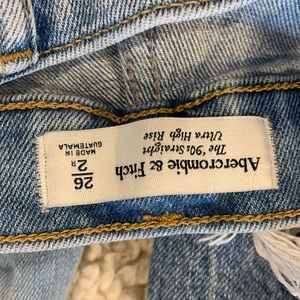 Abercrombie & Fitch
The '90s Straight
Ultra High Rise
26
2R
MADE IN
GUATEMALA